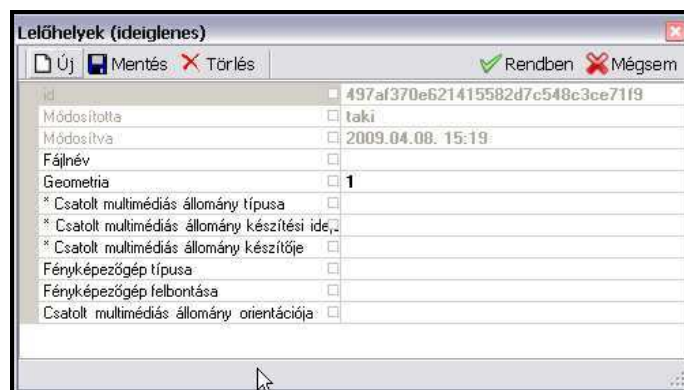 Lelőhelyek (ideiglenes)
Új Mentés Törlés Rendben Mégsem
id 497af370e621415582d7c548c3ce71f9
Módosította taki
Módosítva 2009.04.08. 15:19
Fájlnév
Geometria 1
* Csatolt multimédiás állomány típusa
* Csatolt multimédiás állomány készítési ide,
* Csatolt multimédiás állomány készítője
Fényképezőgép típusa
Fényképezőgép felbontása
Csatolt multimédiás állomány orientációja